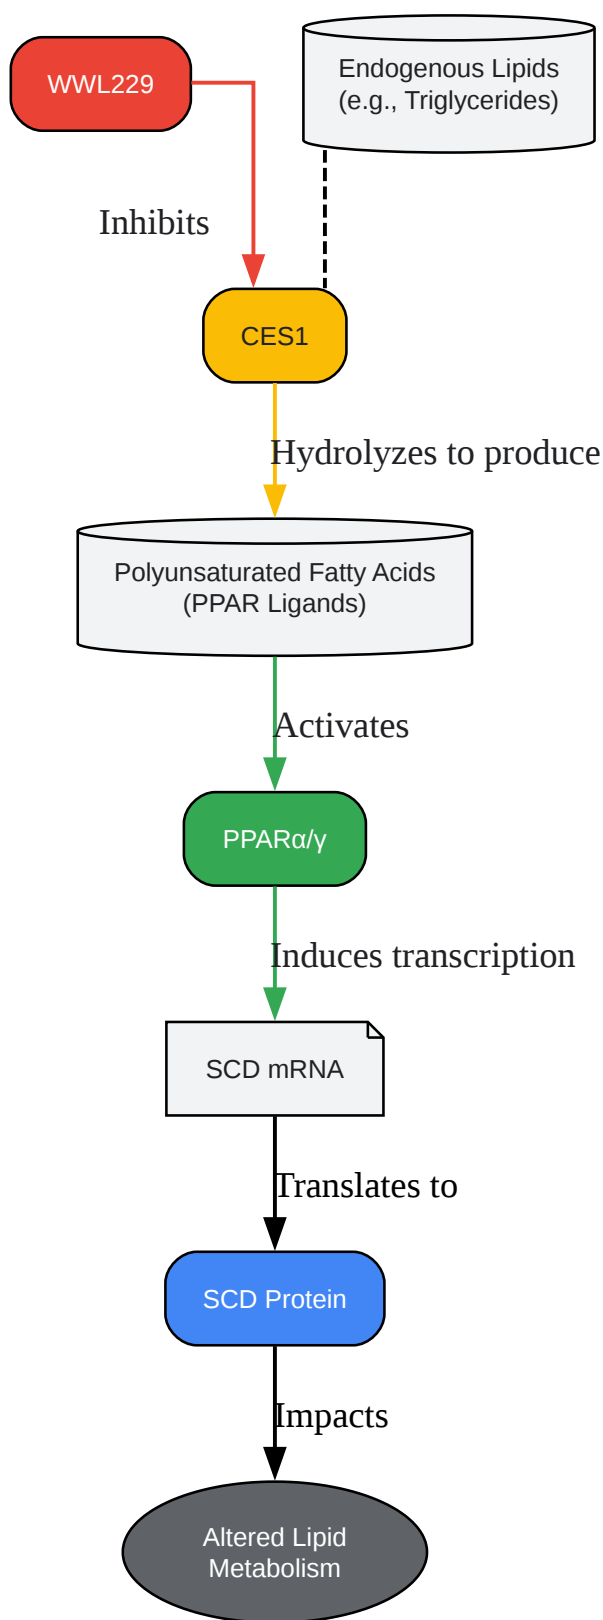 WWL229
Endogenous Lipids
(e.g., Triglycerides)
Inhibits
CES1
Hydrolyzes to produce
Polyunsaturated Fatty Acids
(PPAR Ligands)
Activates
PPARα/γ
Induces transcription
SCD mRNA
Translates to
SCD Protein
Impacts
Altered Lipid
Metabolism